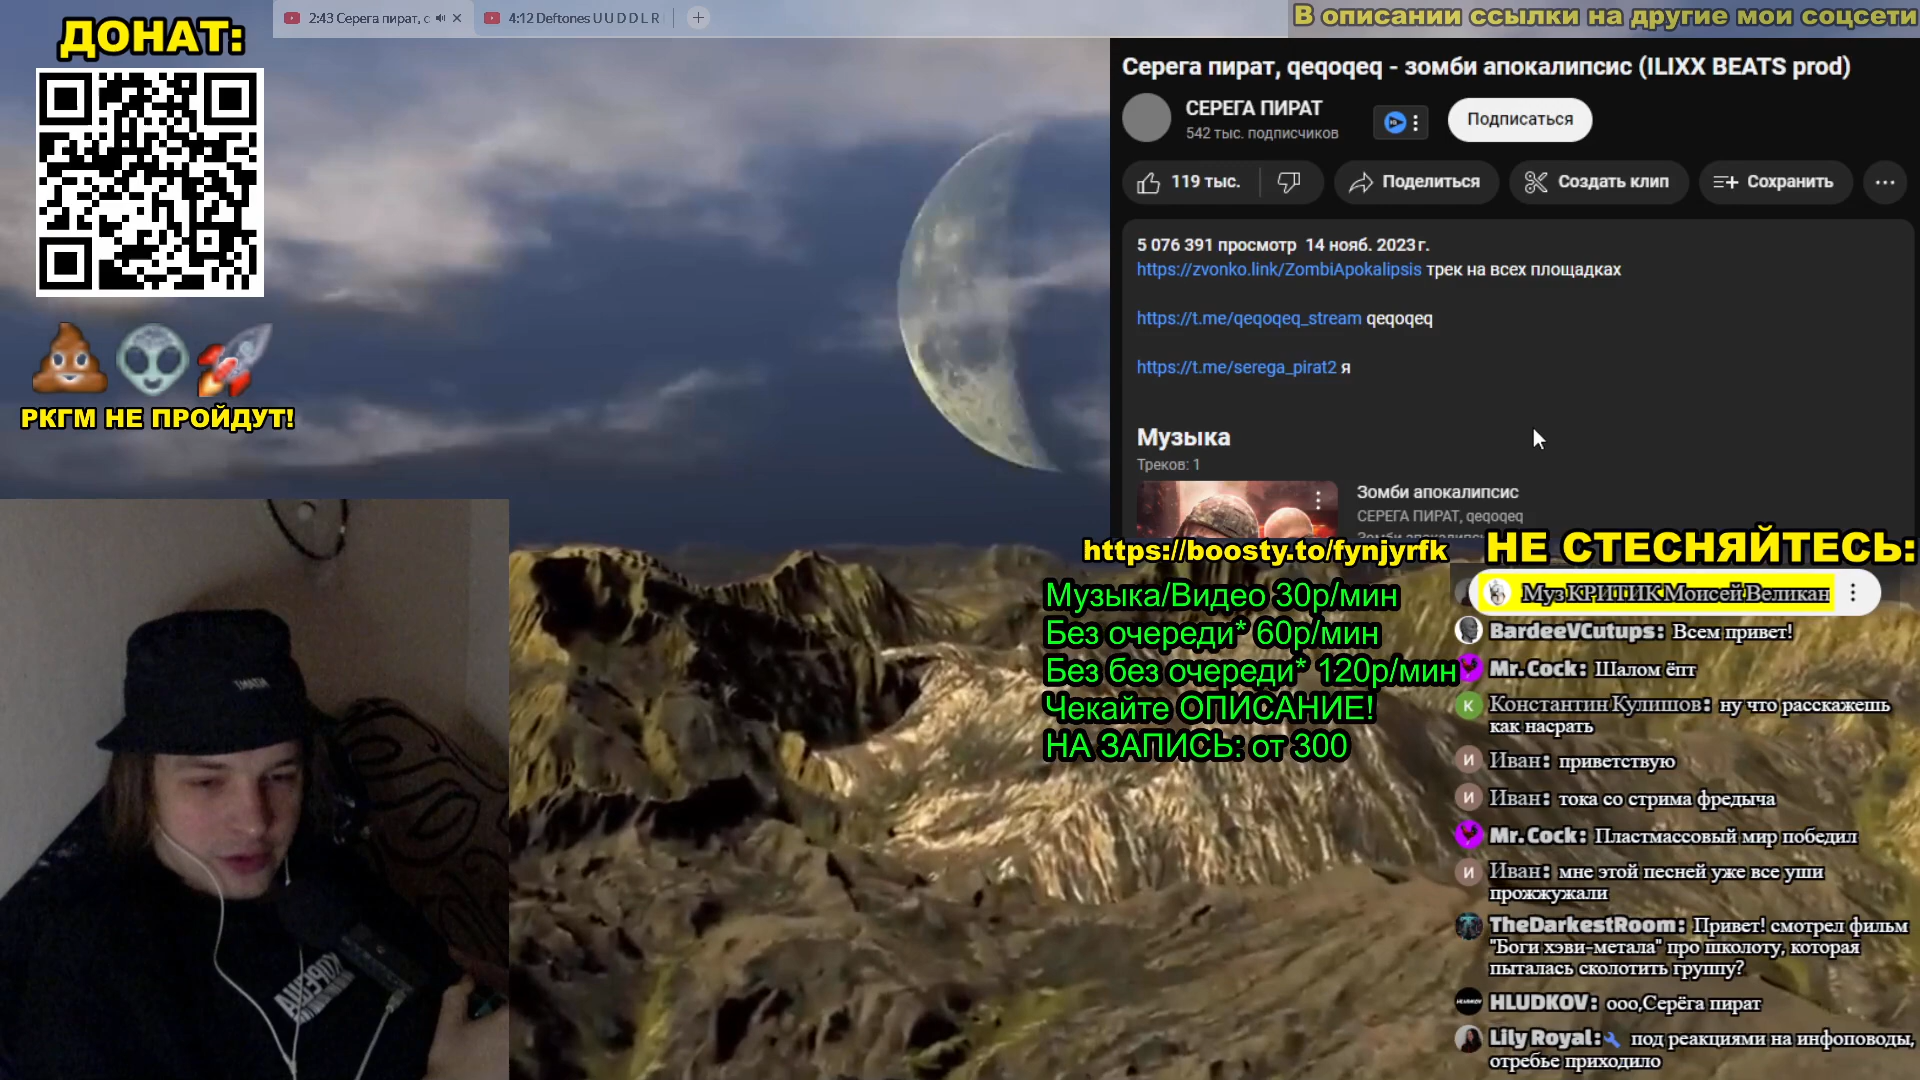 2:43 Серега пират, с
4:12 Deftones U U D D L R
В описании ссылки на другие мои соцсети
ДОНАТ:
РКГМ НЕ ПРОЙДУТ!
Серега пират, qeqoqeq - зомби апокалипсис (ILIXX BEATS prod)
СЕРЕГА ПИРАТ
542 тыс. подписчиков
Подписаться
119 тыс.
Поделиться
Создать клип
Сохранить
5 076 391 просмотр 14 нояб. 2023 г.
https://zvonko.link/ZombiApokalipsis трек на всех площадках
https://t.me/qeqoqeq_stream qeqoqeq
https://t.me/serega_pirat2 я
Музыка
Треков: 1
Зомби апокалипсис
СЕРЕГА ПИРАТ, qeqoqeq
https://boosty.to/fynjyrfk
Музыка/Видео 30р/мин
Без очереди* 60р/мин
Без без очереди* 120р/мин
Чекайте ОПИСАНИЕ!
НА ЗАПИСЬ: от 300
НЕ СТЕСНЯЙТЕСЬ:
Муз КРИТИК Моисей Великан
BardeeVCutups: Всем привет!
Mr.Cock: Шалом ёпт
Константин Кулишов: ну что расскажешь
как насрать
Иван: приветствую
Иван: тока со стрима фредыча
Mr.Cock: Пластмассовый мир победил
Иван: мне этой песней уже все уши
прожжужали
TheDarkestRoom: Привет! смотрел фильм
"Боги хэви-метала" про школоту, которая
пыталась сколотить группу?
HLUDKOV: ооо,Серёга пират
Lily Royal: под реакциями на инфоповоды,
отребье приходило